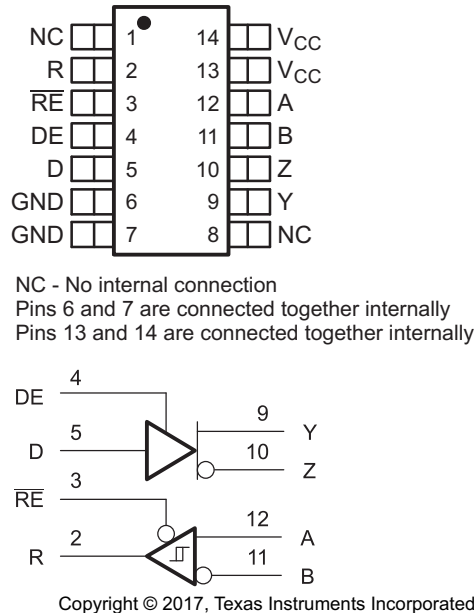 NC 1 14 VCC
R 2 13 VCC
R̅E̅ 3 12 A
DE 4 11 B
D 5 10 Z
GND 6 9 Y
GND 7 8 NC
NC - No internal connection
Pins 6 and 7 are connected together internally
Pins 13 and 14 are connected together internally
DE 4
D 5
9 Y
10 Z
R̅E̅ 3
R 2
12 A
11 B
Copyright © 2017, Texas Instruments Incorporated